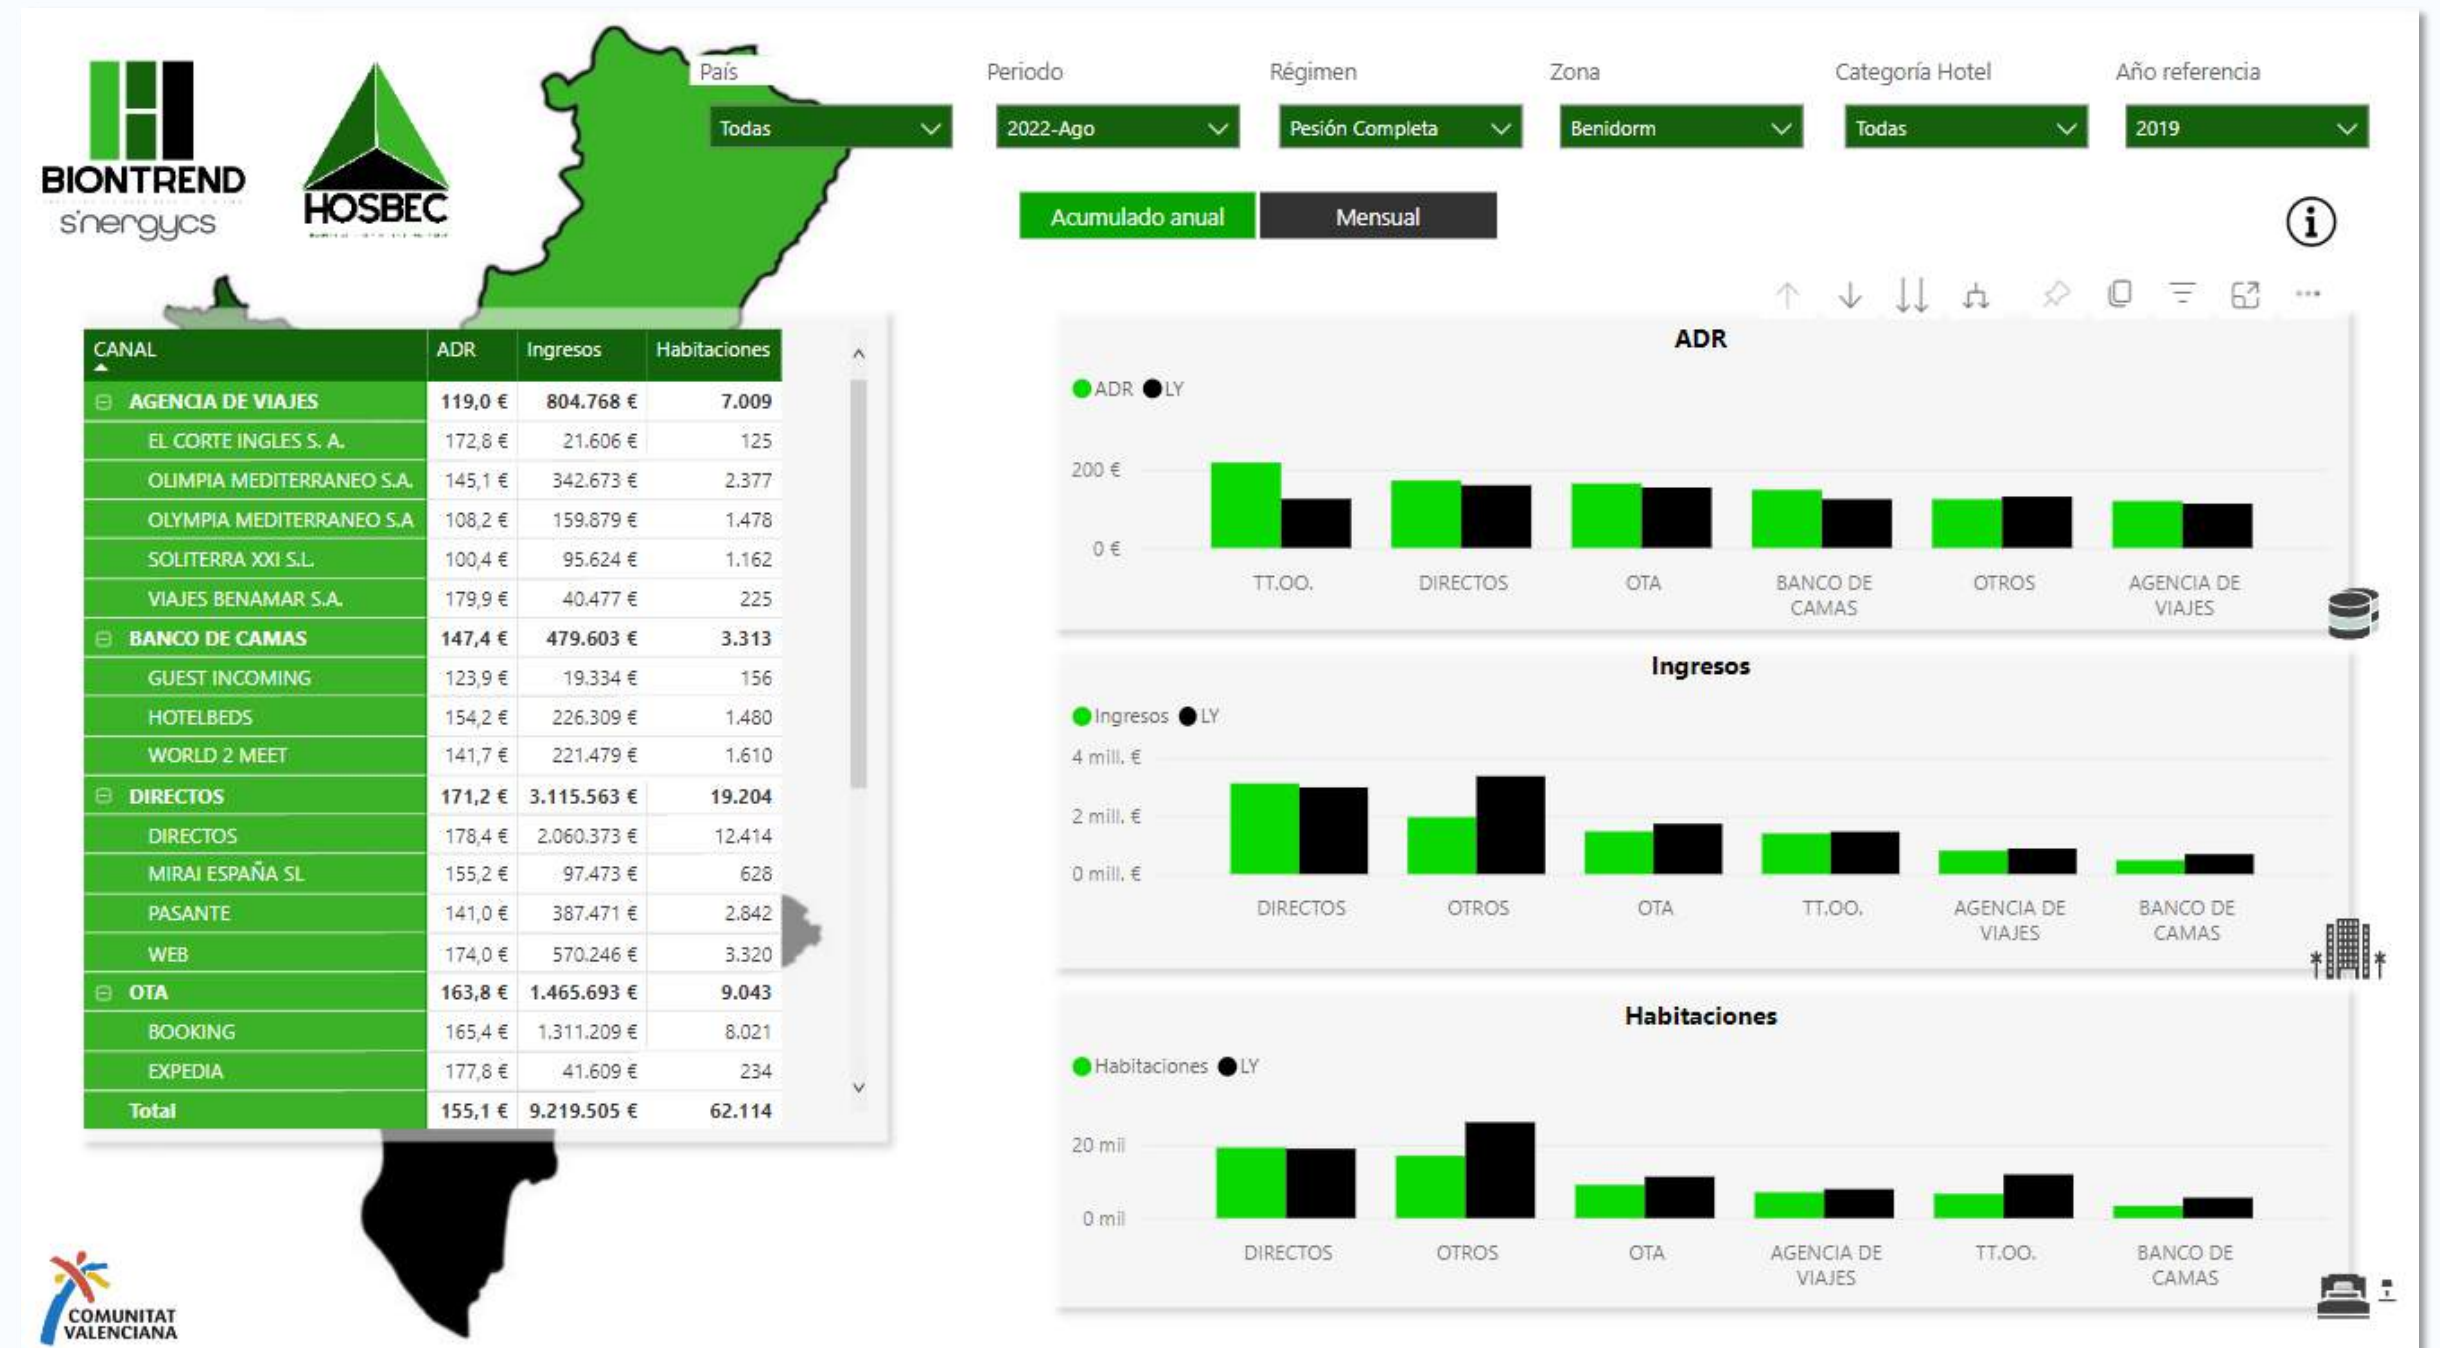 BIONTREND
sinergycs
HOSBEC
País
Todas
Periodo
2022-Ago
Régimen
Pesión Completa
Zona
Benidorm
Categoría Hotel
Todas
Año referencia
2019
Acumulado anual
Mensual
CANAL ADR Ingresos Habitaciones
AGENCIA DE VIAJES 119,0 € 804.768 € 7.009
EL CORTE INGLES S. A. 172,8 € 21.606 € 125
OLIMPIA MEDITERRANEO S.A. 145,1 € 342.673 € 2.377
OLYMPIA MEDITERRANEO S.A 108,2 € 159.879 € 1.478
SOLITERRA XXI S.L. 100,4 € 95.624 € 1.162
VIAJES BENAMAR S.A. 179,9 € 40.477 € 225
BANCO DE CAMAS 147,4 € 479.603 € 3.313
GUEST INCOMING 123,9 € 19.334 € 156
HOTELBEDS 154,2 € 226.309 € 1.480
WORLD 2 MEET 141,7 € 221.479 € 1.610
DIRECTOS 171,2 € 3.115.563 € 19.204
DIRECTOS 178,4 € 2.060.373 € 12.414
MIRAI ESPAÑA SL 155,2 € 97.473 € 628
PASANTE 141,0 € 387.471 € 2.842
WEB 174,0 € 570.246 € 3.320
OTA 163,8 € 1.465.693 € 9.043
BOOKING 165,4 € 1.311.209 € 8.021
EXPEDIA 177,8 € 41.609 € 234
Total 155,1 € 9.219.505 € 62.114
COMUNITAT
VALENCIANA
ADR
ADR LY
200 €
0 €
TT.OO. DIRECTOS OTA BANCO DE OTROS AGENCIA DE
CAMAS VIAJES
Ingresos
Ingresos LY
4 mill. €
2 mill. €
0 mill. €
DIRECTOS OTROS OTA TT.OO. AGENCIA DE BANCO DE
VIAJES CAMAS
Habitaciones
Habitaciones LY
20 mil
0 mil
DIRECTOS OTROS OTA AGENCIA DE TT.OO. BANCO DE
VIAJES CAMAS